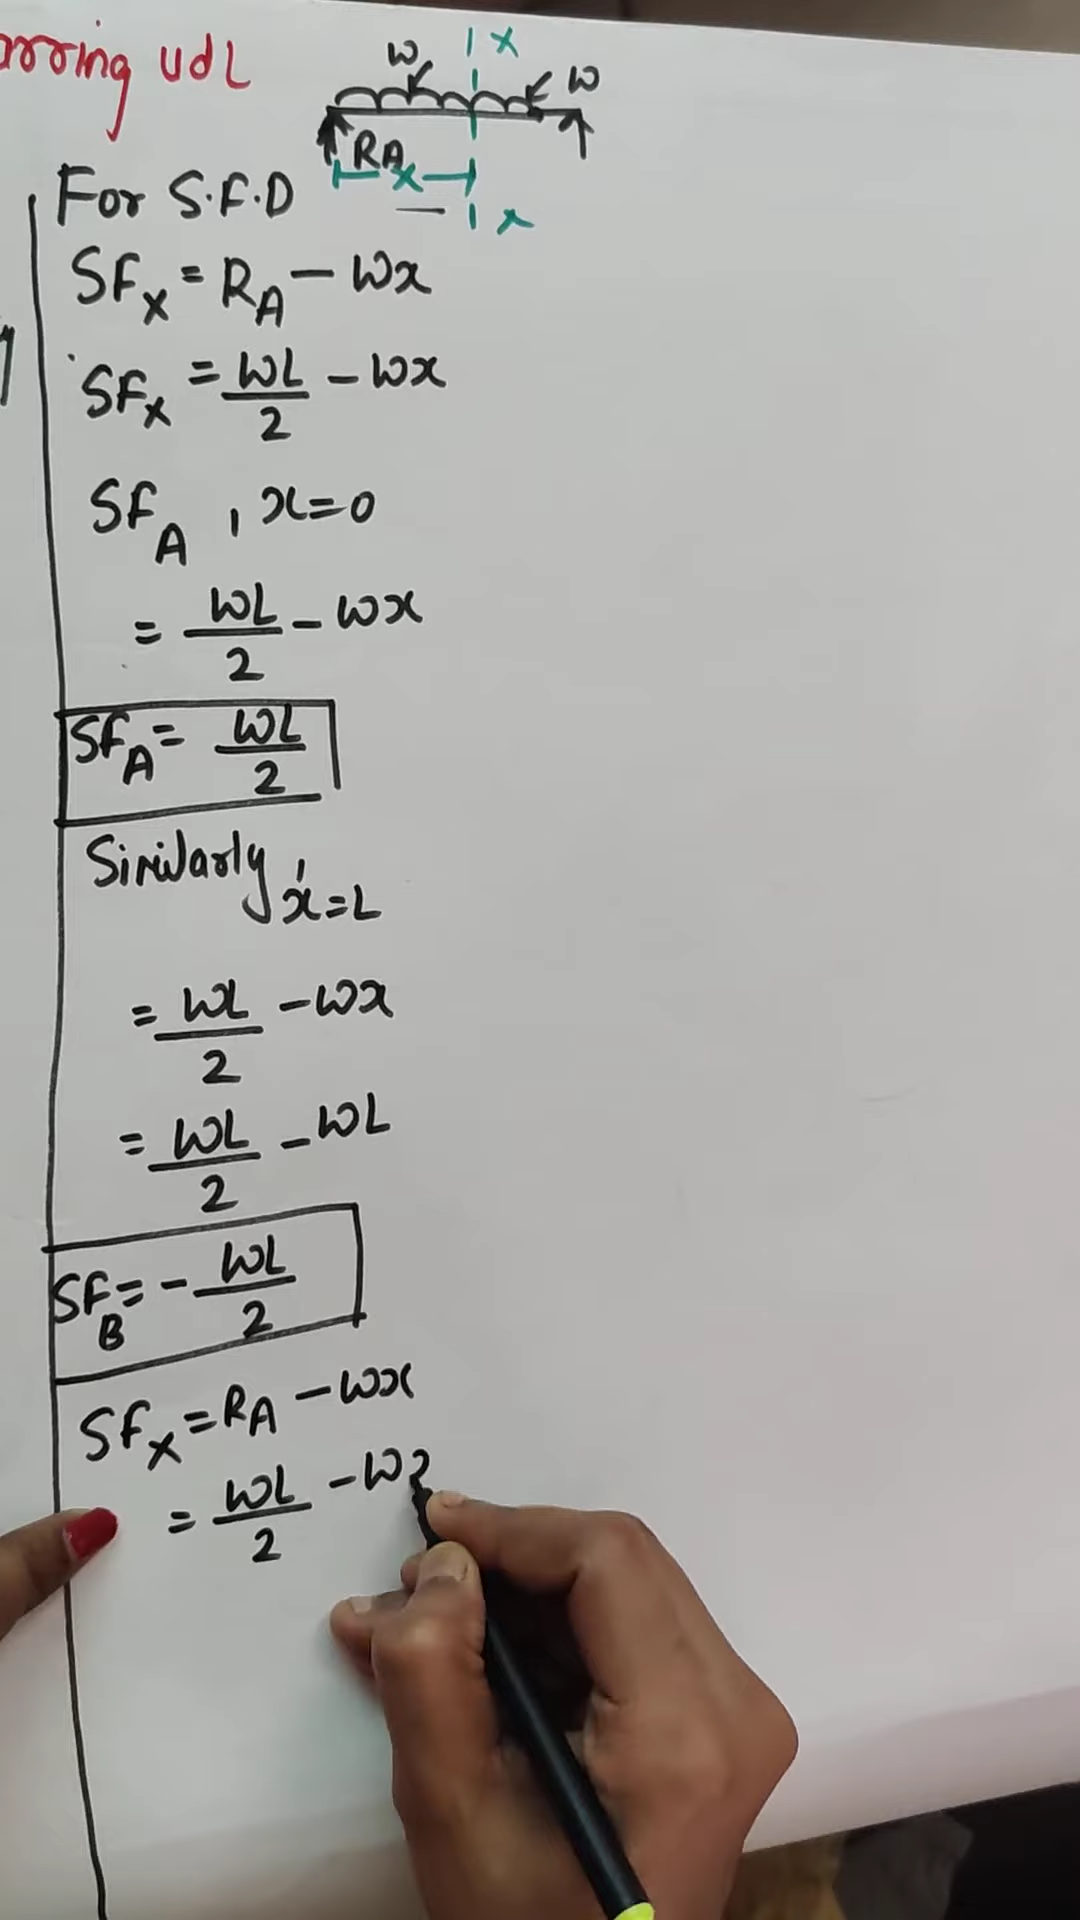 UdL
w x
w
RA
x
x
For S.F.D
SFx = RA - wx
SFx = wL/2 - wx
SFA , x=0
= wL/2 - wx
SFA = wL/2
Similarly, x=L
= wL/2 - wx
= wL/2 - wL
SFB = - wL/2
SFx = RA - wx
= wL/2 - w